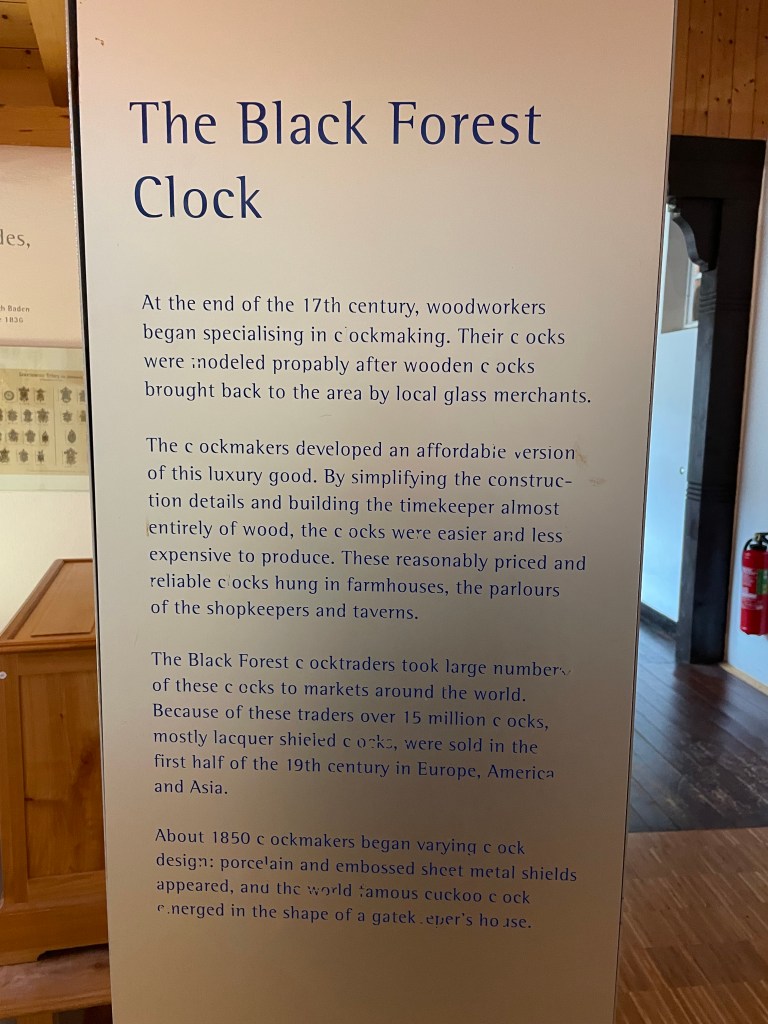 The Black Forest
Clock
At the end of the 17th century, woodworkers
began specialising in c ockmaking. Their c ocks
were modeled propably after wooden c ocks
brought back to the area by local glass merchants.
The c ockmakers developed an affordable version
of this luxury good. By simplifying the construc-
tion details and building the timekeeper almost
entirely of wood, the c ocks were easier and less
expensive to produce. These reasonably priced and
reliable clocks hung in farmhouses, the parlours
of the shopkeepers and taverns.
The Black Forest c ocktraders took large numbers
of these c ocks to markets around the world.
Because of these traders over 15 million c ocks,
mostly lacquer shieled c ocks, were sold in the
first half of the 19th century in Europe, America
and Asia.
About 1850 c ockmakers began varying c ock
design: porcelain and embossed sheet metal shields
appeared, and the world famous cuckoo c ock
emerged in the shape of a gatekeeper's house.
des,
h Baden
1836